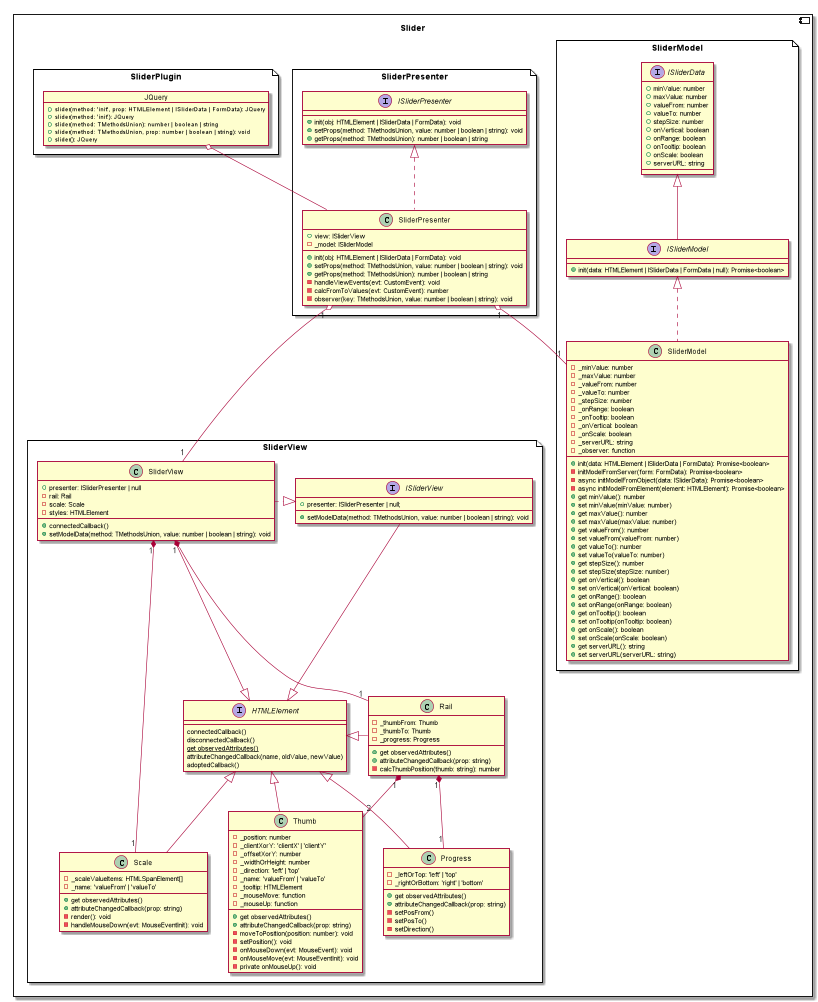 Slider
SliderPlugin
JQuery
slider(method: 'init', prop: HTMLElement | ISliderData | FormData): JQuery
slider(method: 'init'): JQuery
slider(method: TMethodsUnion): number | boolean | string
slider(method: TMethodsUnion, prop: number | boolean | string): void
slider(): JQuery
SliderPresenter
I ISliderPresenter
init(obj: HTMLElement | ISliderData | FormData): void
setProps(method: TMethodsUnion, value: number | boolean | string): void
getProps(method: TMethodsUnion): number | boolean | string
C SliderPresenter
view: ISliderView
_model: ISliderModel
init(obj: HTMLElement | ISliderData | FormData): void
setProps(method: TMethodsUnion, value: number | boolean | string): void
getProps(method: TMethodsUnion): number | boolean | string
handleViewEvents(evt: CustomEvent): void
calcFromToValues(evt: CustomEvent): number
observer(key: TMethodsUnion, value: number | boolean | string): void
1
1
SliderModel
I ISliderData
minValue: number
maxValue: number
valueFrom: number
valueTo: number
stepSize: number
onVertical: boolean
onRange: boolean
onTooltip: boolean
onScale: boolean
serverURL: string
I ISliderModel
init(data: HTMLElement | ISliderData | FormData | null): Promise<boolean>
1
C SliderModel
_minValue: number
_maxValue: number
_valueFrom: number
_valueTo: number
_stepSize: number
_onRange: boolean
_onTooltip: boolean
_onVertical: boolean
_onScale: boolean
_serverURL: string
_observer: function
init(data: HTMLElement | ISliderData | FormData): Promise<boolean>
initModelFromServer(form: FormData): Promise<boolean>
async initModelFromObject(data: ISliderData): Promise<boolean>
async initModelFromElement(element: HTMLElement): Promise<boolean>
get minValue(): number
set minValue(minValue: number)
get maxValue(): number
set maxValue(maxValue: number)
get valueFrom(): number
set valueFrom(valueFrom: number)
get valueTo(): number
set valueTo(valueTo: number)
get stepSize(): number
set stepSize(stepSize: number)
get onVertical(): boolean
set onVertical(onVertical: boolean)
get onRange(): boolean
set onRange(onRange: boolean)
get onTooltip(): boolean
set onTooltip(onTooltip: boolean)
get onScale(): boolean
set onScale(onScale: boolean)
get serverURL(): string
set serverURL(serverURL: string)
SliderView
1
C SliderView
presenter: ISliderPresenter | null
rail: Rail
scale: Scale
styles: HTMLElement
connectedCallback()
setModelData(method: TMethodsUnion, value: number | boolean | string): void
1
1
I ISliderView
presenter: ISliderPresenter | null;
setModelData(method: TMethodsUnion, value: number | boolean | string): void
I HTMLElement
connectedCallback()
disconnectedCallback()
get observedAttributes()
attributeChangedCallback(name, oldValue, newValue)
adoptedCallback()
1
C Rail
_thumbFrom: Thumb
_thumbTo: Thumb
_progress: Progress
get observedAttributes()
attributeChangedCallback(prop: string)
calcThumbPosition(thumb: string): number
1
1
1
C Scale
_scaleValueItems: HTMLSpanElement[]
_name: 'valueFrom' | 'valueTo'
get observedAttributes()
attributeChangedCallback(prop: string)
render(): void
handleMouseDown(evt: MouseEventInit): void
2
C Thumb
_position: number
_clientXorY: 'clientX' | 'clientY'
_offsetXorY: number
_widthOrHeight: number
_direction: 'left' | 'top'
_name: 'valueFrom' | 'valueTo'
_tooltip: HTMLElement
_mouseMove: function
_mouseUp: function
get observedAttributes()
attributeChangedCallback(prop: string)
moveToPosition(position: number): void
setPosition(): void
onMouseDown(evt: MouseEvent): void
onMouseMove(evt: MouseEventInit): void
private onMouseUp(): void
1
C Progress
_leftOrTop: 'left' | 'top'
_rightOrBottom: 'right' | 'bottom'
get observedAttributes()
attributeChangedCallback(prop: string)
setPosFrom()
setPosTo()
setDirection()